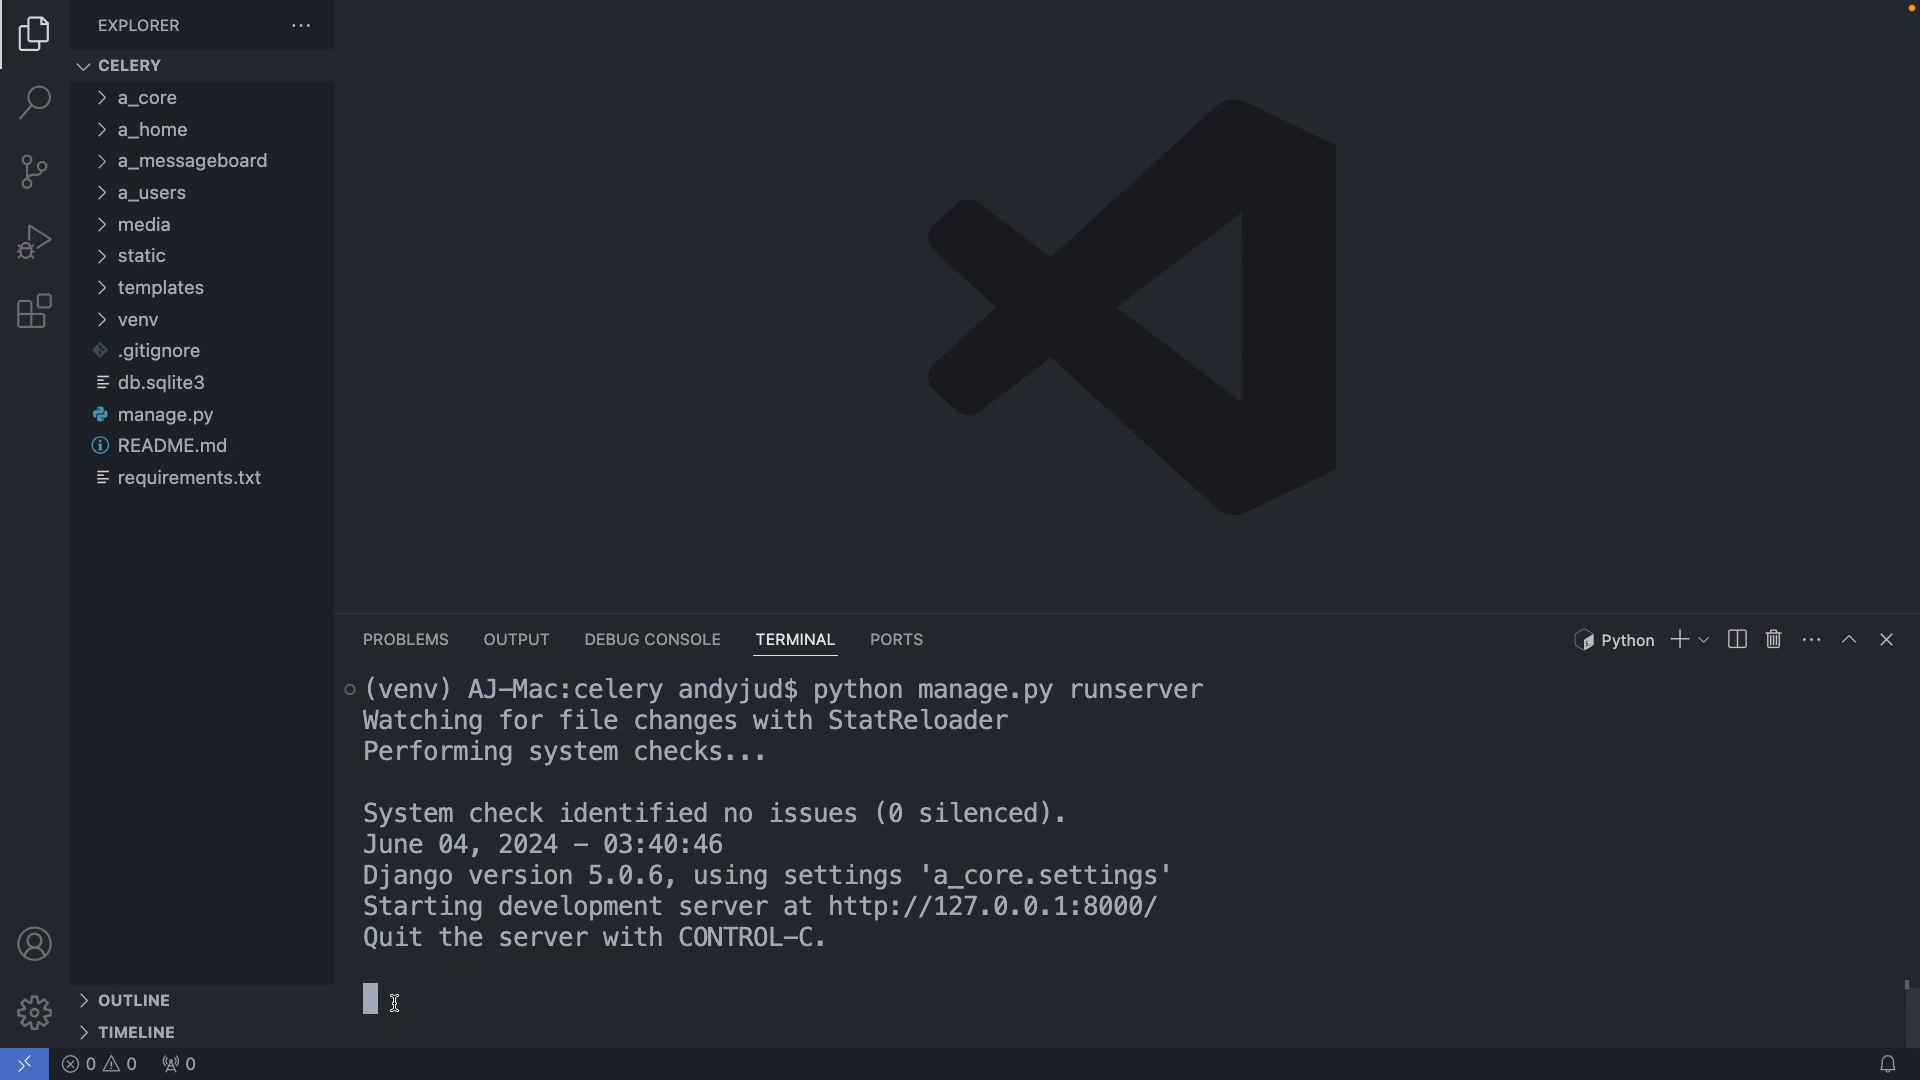 EXPLORER
CELERY
a_core
a_home
a_messageboard
a_users
media
static
templates
venv
.gitignore
db.sqlite3
manage.py
README.md
requirements.txt
OUTLINE
TIMELINE
PROBLEMS OUTPUT DEBUG CONSOLE TERMINAL PORTS
Python
(venv) AJ-Mac:celery andyjud$ python manage.py runserver
Watching for file changes with StatReloader
Performing system checks...
System check identified no issues (0 silenced).
June 04, 2024 - 03:40:46
Django version 5.0.6, using settings 'a_core.settings'
Starting development server at http://127.0.0.1:8000/
Quit the server with CONTROL-C.
0 0 0